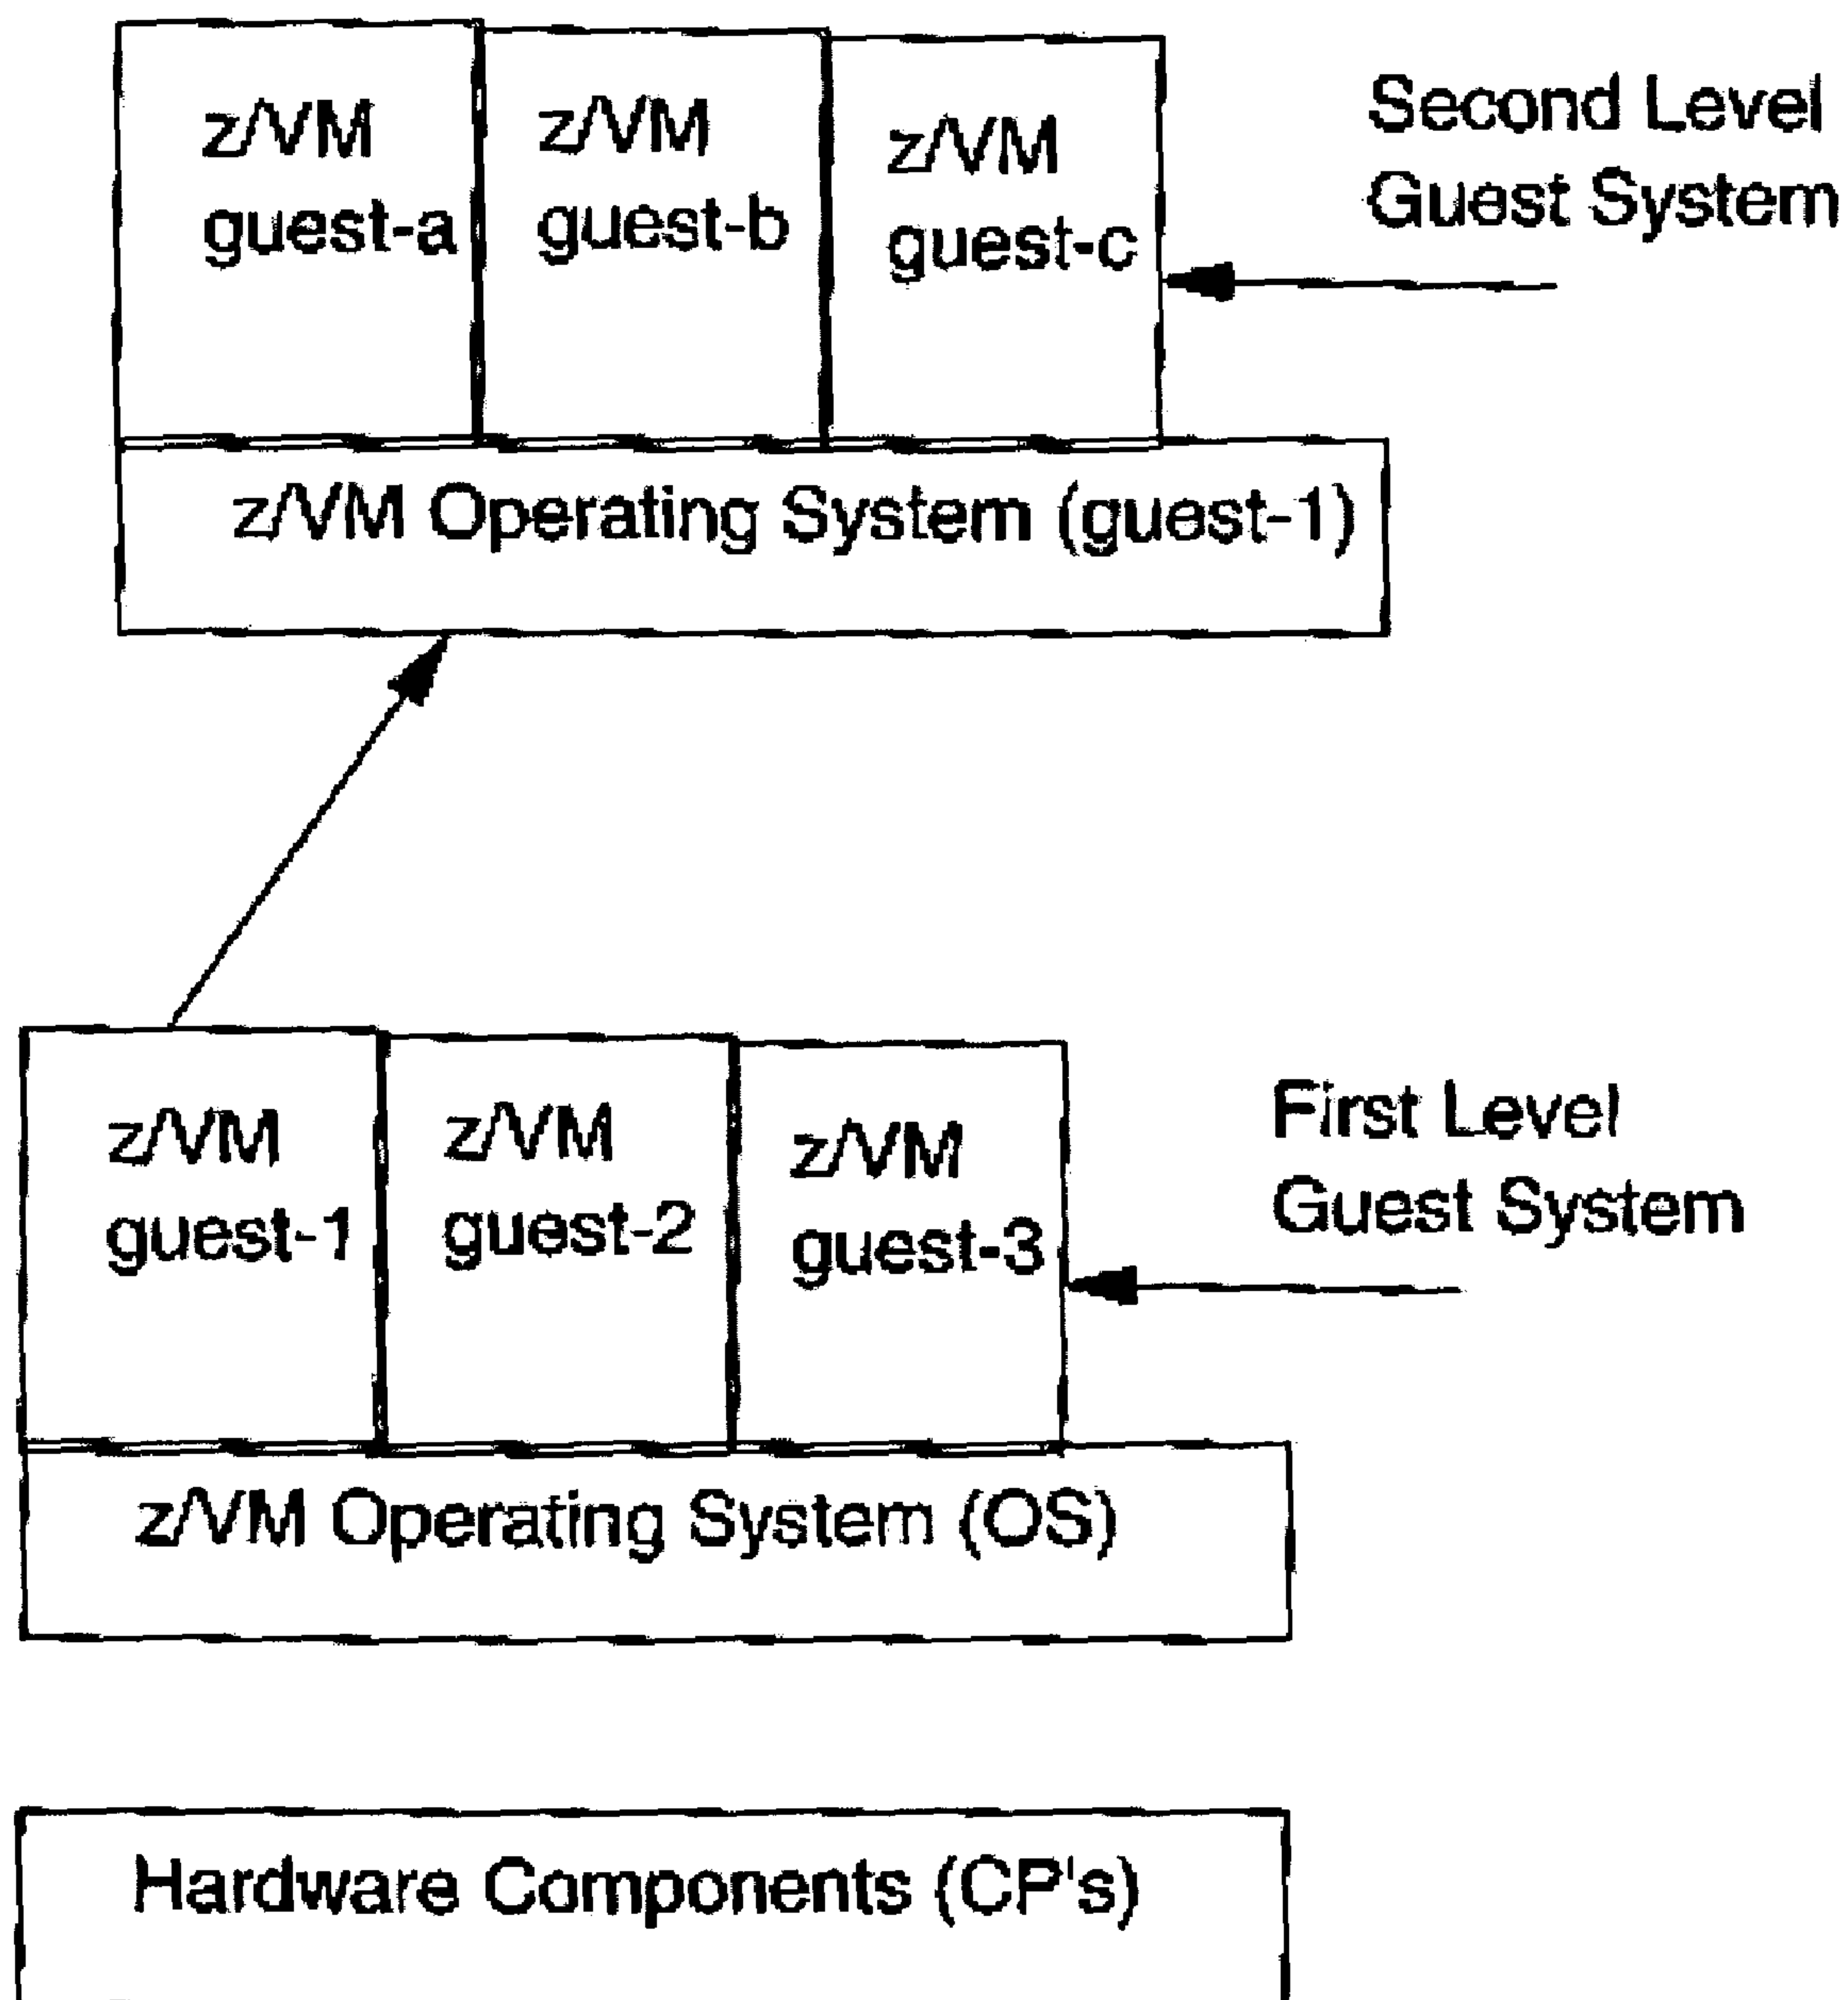 z/VM
guest-a
z/VM
guest-b
z/VM
guest-c
Second Level
Guest System
z/VM Operating System (guest-1)
z/VM
guest-1
z/VM
guest-2
z/VM
guest-3
First Level
Guest System
z/VM Operating System (OS)
Hardware Components (CP's)